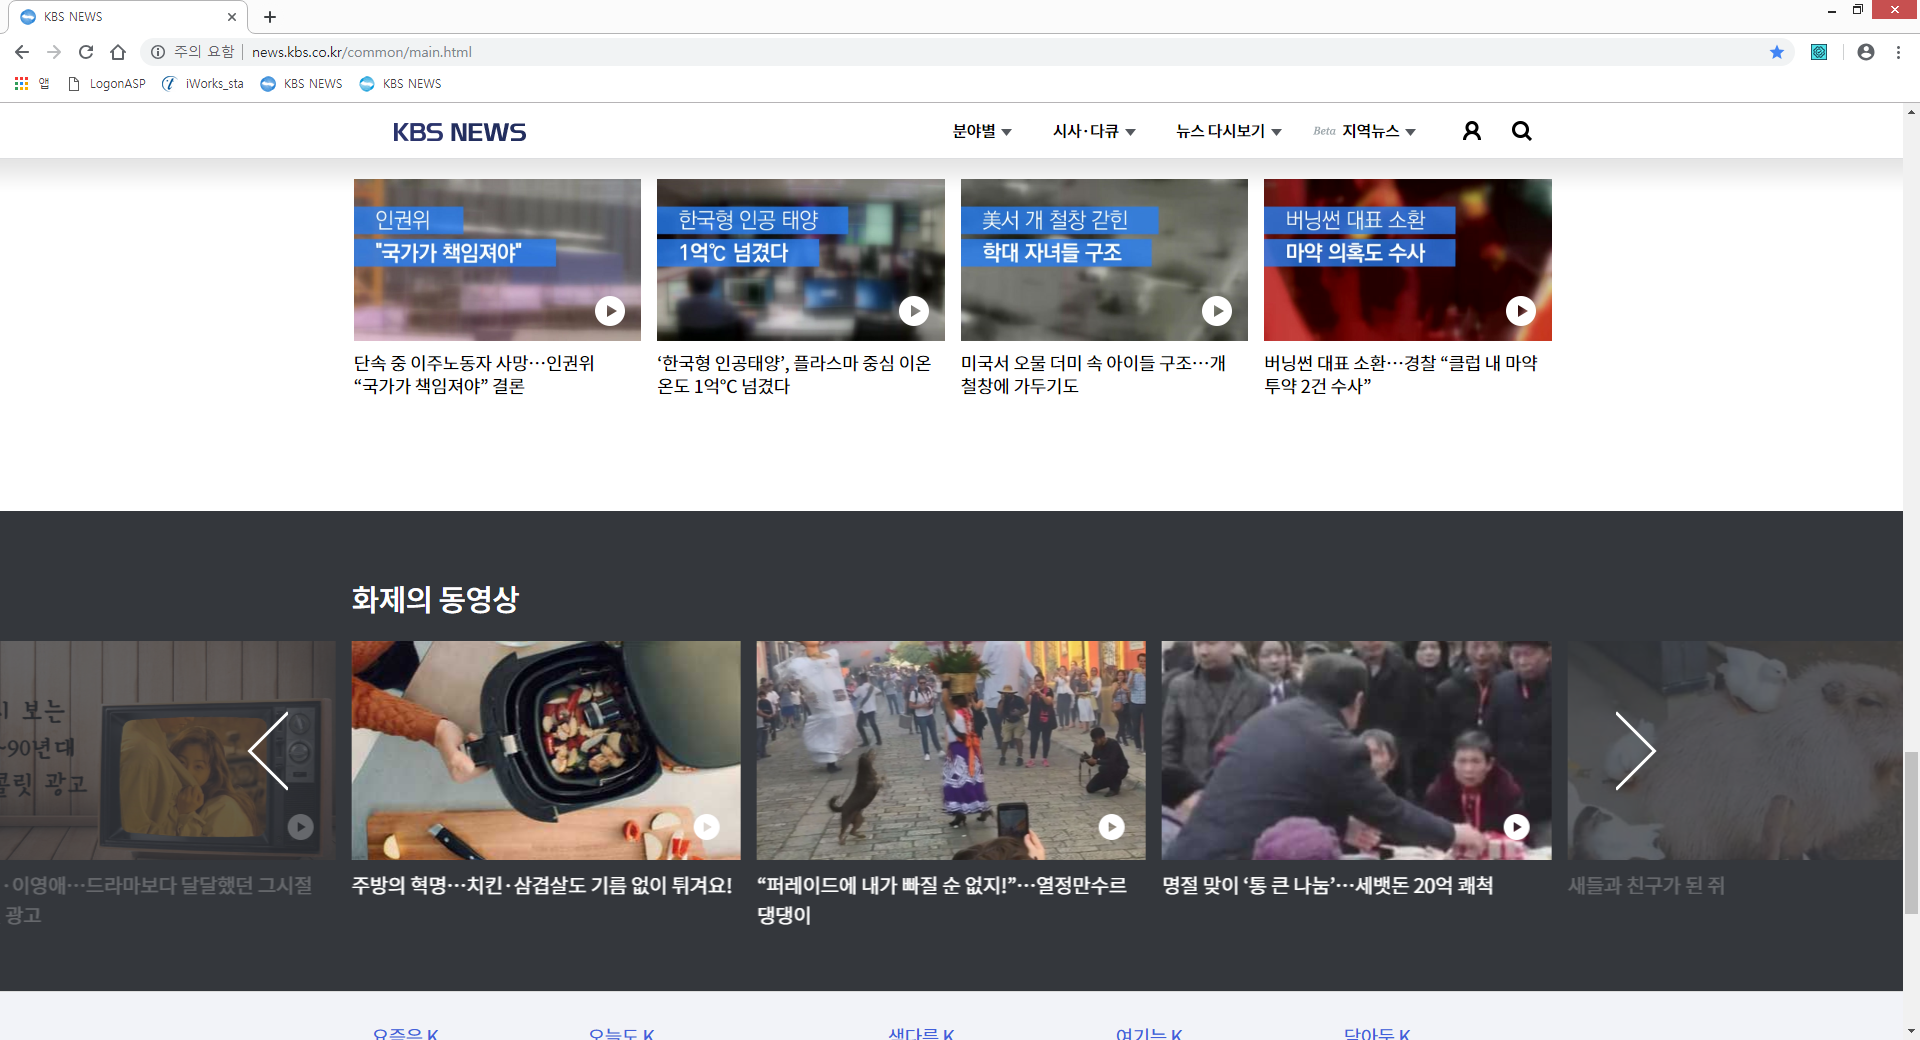 KBS NEWS
주의 요함 news.kbs.co.kr/common/main.html
앱 LogonASP iWorks_sta KBS NEWS KBS NEWS
KBS NEWS 분야별 시사·다큐 뉴스 다시보기 Beta 지역뉴스
인권위
"국가가 책임져야"
한국형 인공 태양
1억℃ 넘겼다
美서 개 철창 갇힌
학대 자녀들 구조
버닝썬 대표 소환
마약 의혹도 수사
단속 중 이주노동자 사망…인권위
“국가가 책임져야” 결론
‘한국형 인공태양’, 플라스마 중심 이온
온도 1억℃ 넘겼다
미국서 오물 더미 속 아이들 구조…개
철창에 가두기도
버닝썬 대표 소환…경찰 “클럽 내 마약
투약 2건 수사”
화제의 동영상
보는
~90년대
광고
·이영애…드라마보다 달달했던 그시절
광고
주방의 혁명…치킨·삼겹살도 기름 없이 튀겨요!
“퍼레이드에 내가 빠질 순 없지!”…열정만수르
댕댕이
명절 맞이 ‘통 큰 나눔’…세뱃돈 20억 쾌척
새들과 친구가 된 쥐
요즘은 K 오늘도 K 색다른 K 여기는 K 담아둔 K